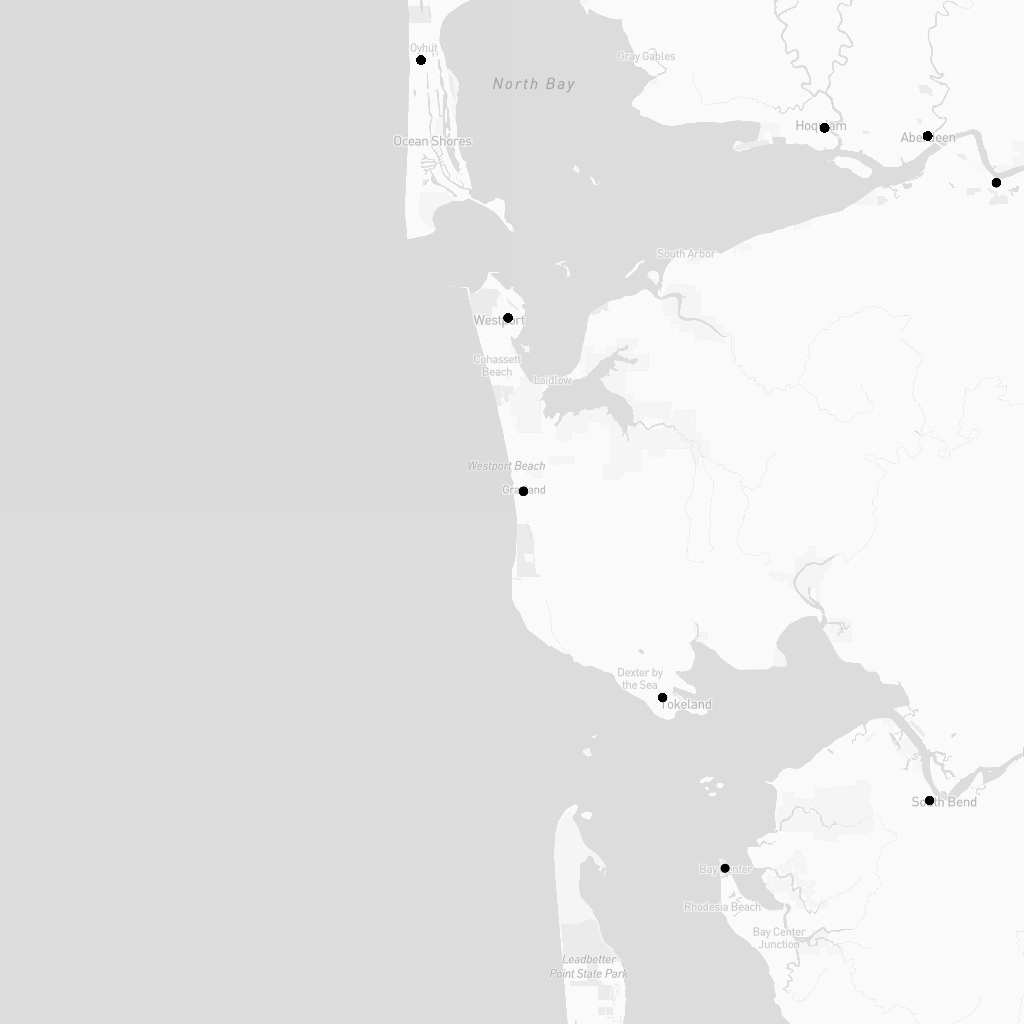 Oyhut
Gray Gables
North Bay
Hoquiam
Aberdeen
Ocean Shores
South Arbor
Westport
Cohassett
Beach
Laidlow
Westport Beach
Grayland
Dexter by
the Sea
Tokeland
South Bend
Bay Center
Rhodesia Beach
Bay Center
Junction
Leadbetter
Point State Park